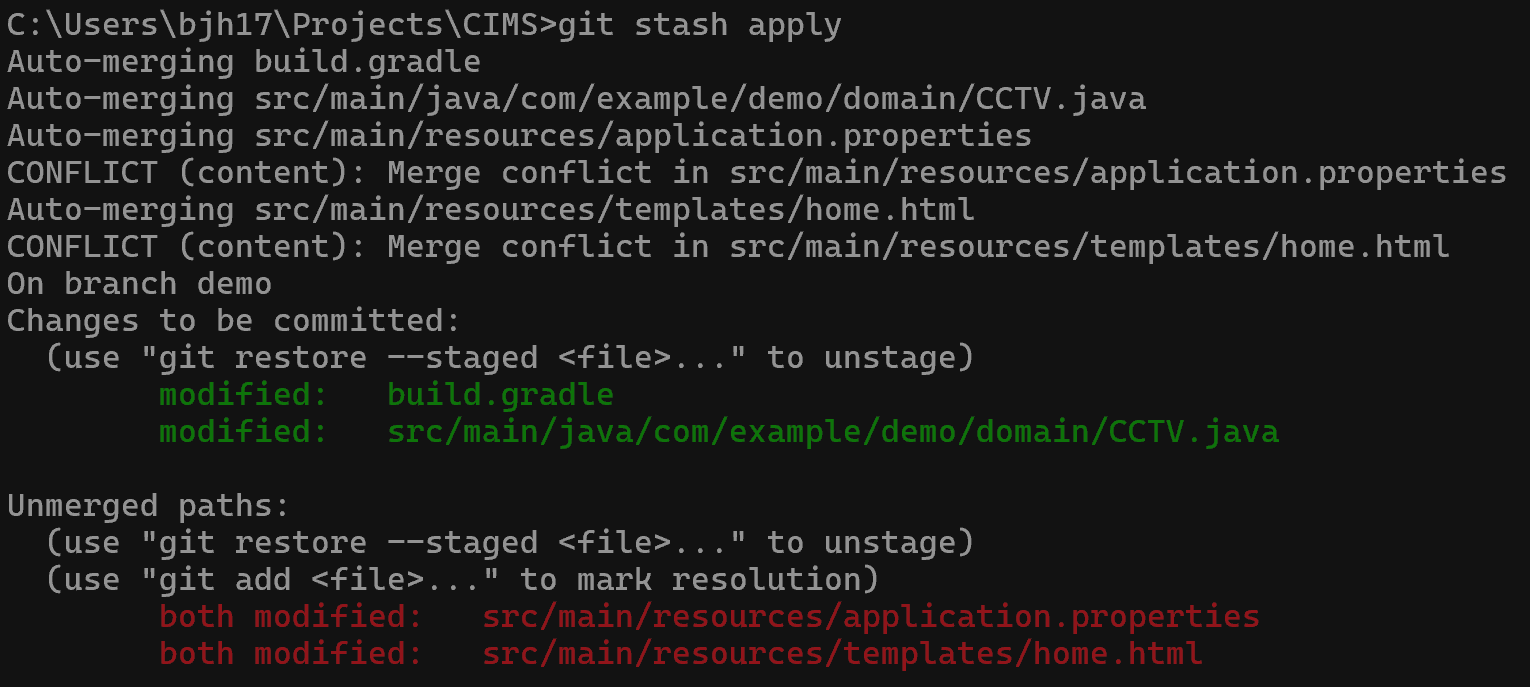 C:\Users\bjh17\Projects\CIMS>git stash apply
Auto-merging build.gradle
Auto-merging src/main/java/com/example/demo/domain/CCTV.java
Auto-merging src/main/resources/application.properties
CONFLICT (content): Merge conflict in src/main/resources/application.properties
Auto-merging src/main/resources/templates/home.html
CONFLICT (content): Merge conflict in src/main/resources/templates/home.html
On branch demo
Changes to be committed:
  (use "git restore --staged <file>..." to unstage)
        modified:   build.gradle
        modified:   src/main/java/com/example/demo/domain/CCTV.java

Unmerged paths:
  (use "git restore --staged <file>..." to unstage)
  (use "git add <file>..." to mark resolution)
        both modified:   src/main/resources/application.properties
        both modified:   src/main/resources/templates/home.html